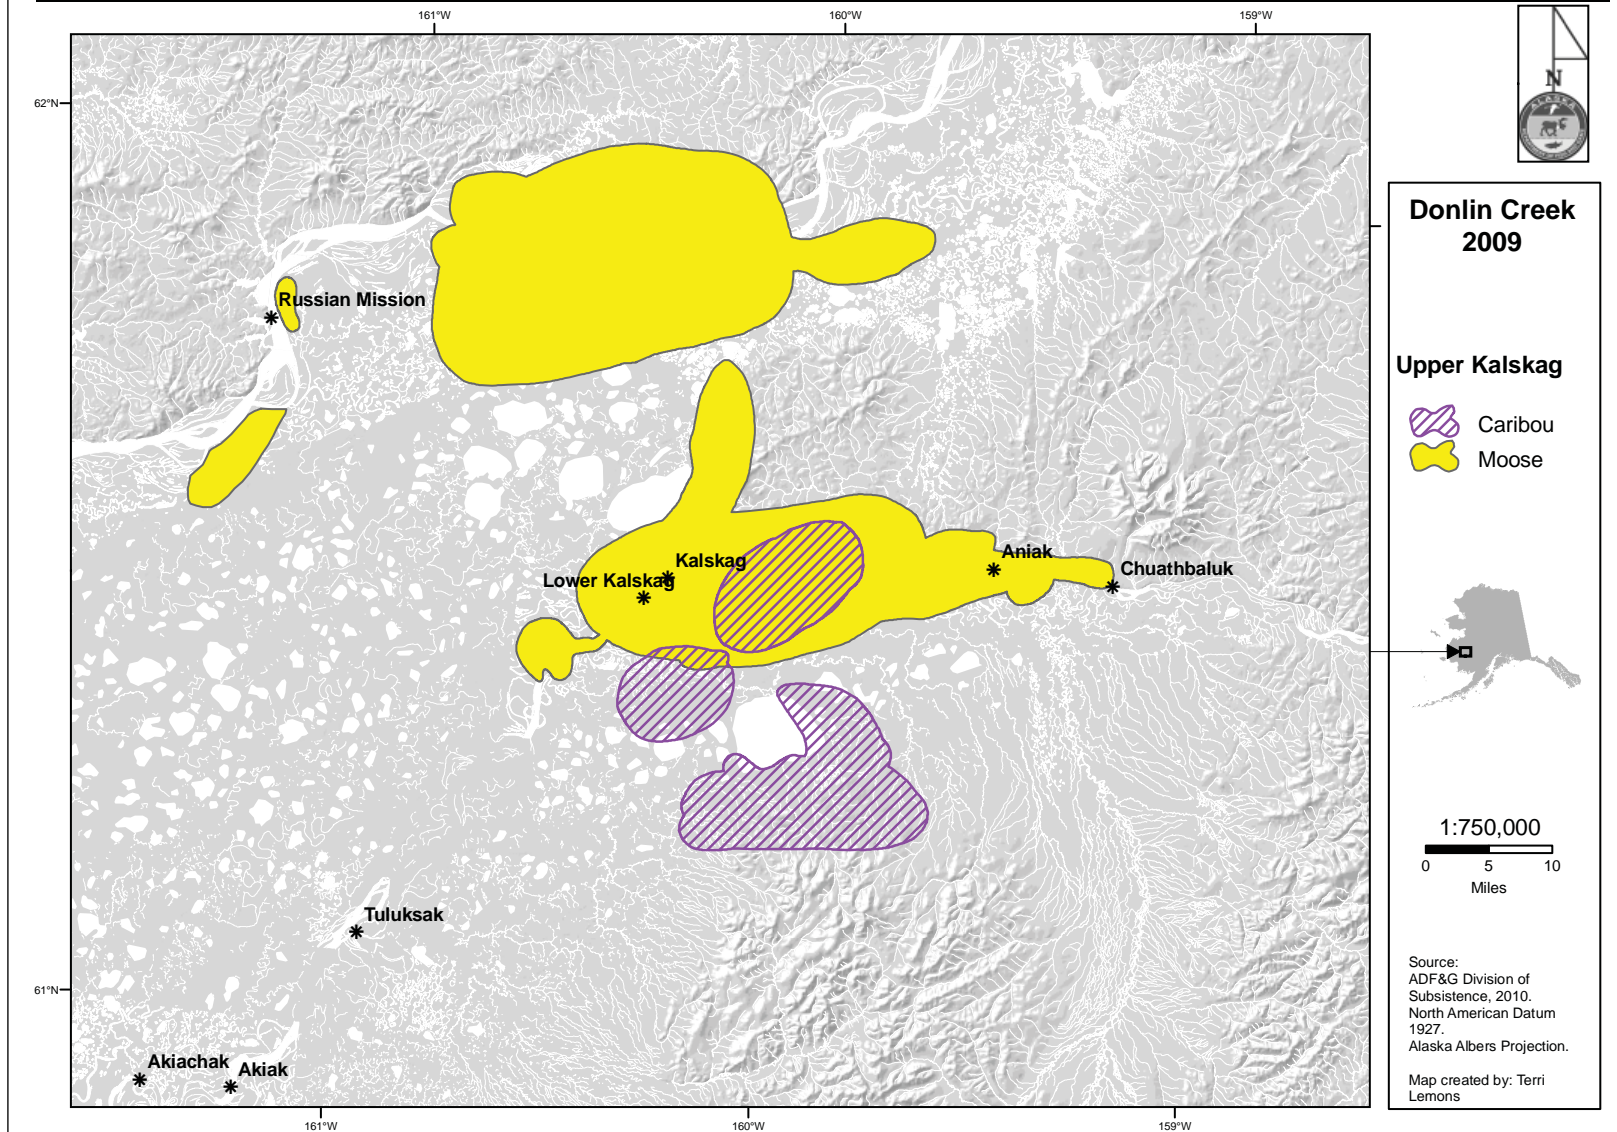 161°W
160°W
159°W
62°N
N
ALASKA
Donlin Creek
2009
Russian Mission
Upper Kalskag
Caribou
Moose
Kalskag
Lower Kalskag
Aniak
Chuathbaluk
1:750,000
0 5 10
Miles
Tuluksak
61°N
Akiachak
Akiak
Source:
ADF&G Division of
Subsistence, 2010.
North American Datum
1927.
Alaska Albers Projection.
Map created by: Terri
Lemons
161°W
160°W
159°W